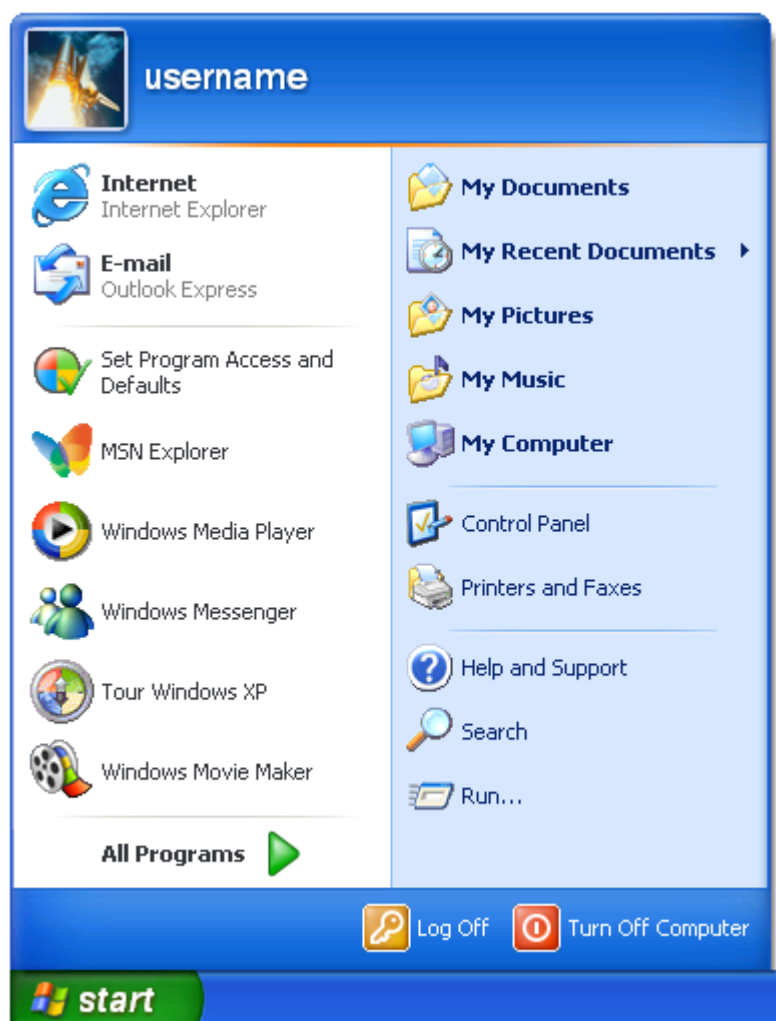 username
Internet
Internet Explorer
E-mail
Outlook Express
Set Program Access and
Defaults
MSN Explorer
Windows Media Player
Windows Messenger
Tour Windows XP
Windows Movie Maker
All Programs
My Documents
My Recent Documents
My Pictures
My Music
My Computer
Control Panel
Printers and Faxes
Help and Support
Search
Run...
Log Off
Turn Off Computer
start